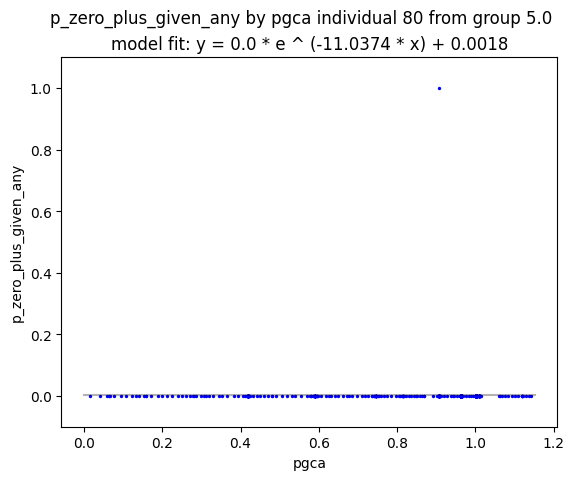 p_zero_plus_given_any by pgca individual 80 from group 5.0
model fit: y = 0.0 * e ^ (-11.0374 * x) + 0.0018
1.0
0.8
0.6
0.4
0.2
0.0
p_zero_plus_given_any
0.0 0.2 0.4 0.6 0.8 1.0 1.2
pgca